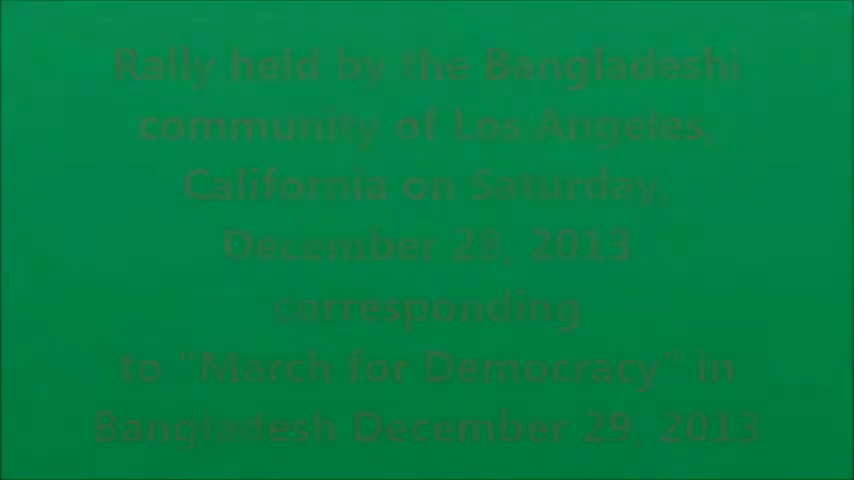 Rally held by the Bangladeshi
community of Los Angeles,
California on Saturday,
December 28, 2013
corresponding
to "March for Democracy" in
Bangladesh December 29, 2013